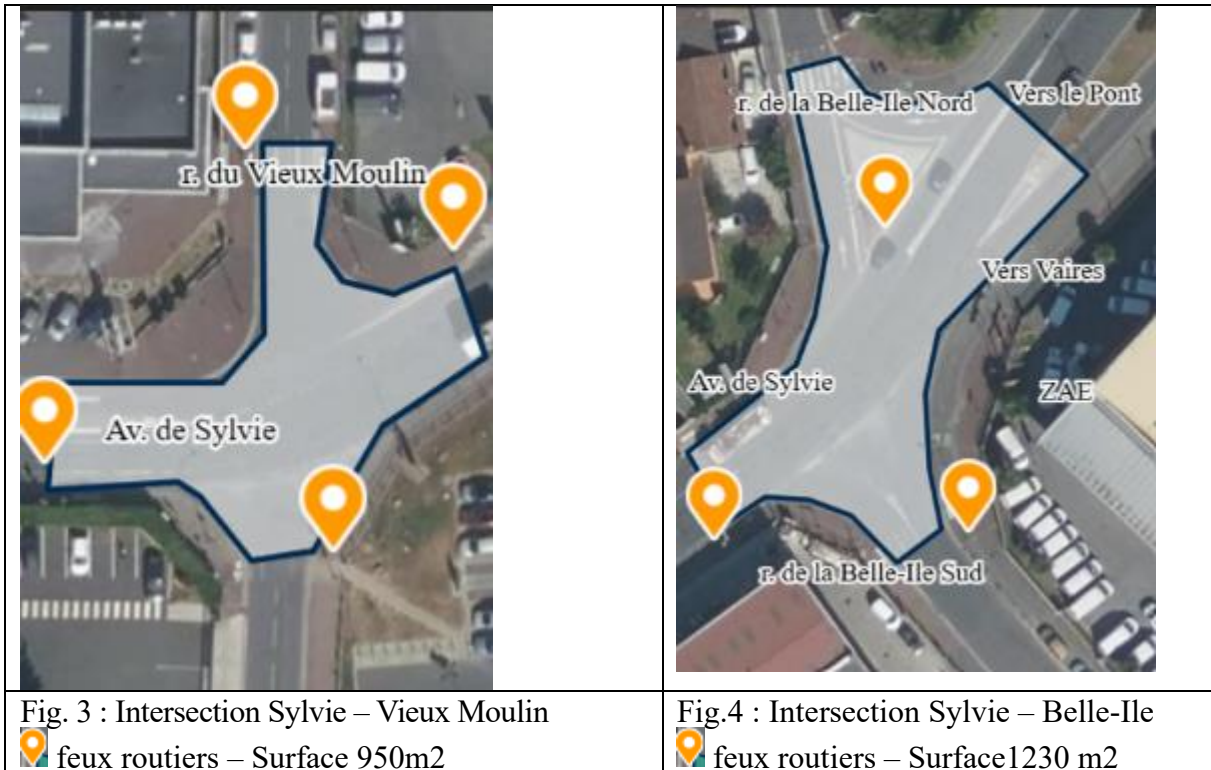 r. du Vieux Moulin
Av. de Sylvie
r. de la Belle-Ile Nord
Vers le Pont
Vers Vaires
Av. de Sylvie
ZAE
r. de la Belle-Ile Sud
Fig. 3 : Intersection Sylvie – Vieux Moulin
feux routiers – Surface 950m2
Fig.4 : Intersection Sylvie – Belle-Ile
feux routiers – Surface1230 m2